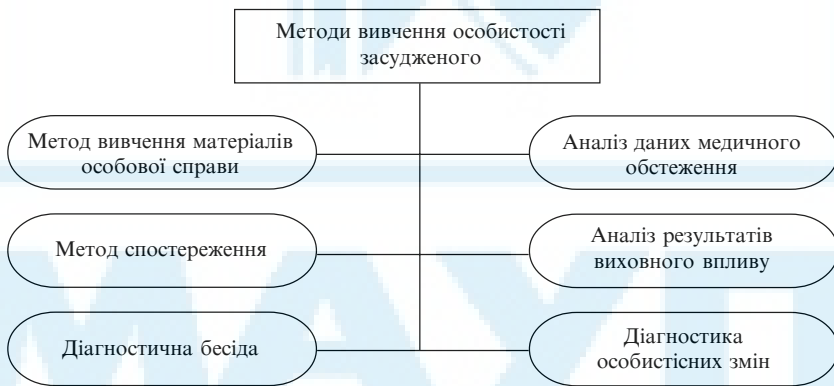 Методи вивчення особистості
засудженого
Метод вивчення матеріалів
особової справи
Аналіз даних медичного
обстеження
Метод спостереження
Аналіз результатів
виховного впливу
Діагностична бесіда
Діагностика
особистісних змін
МАУП